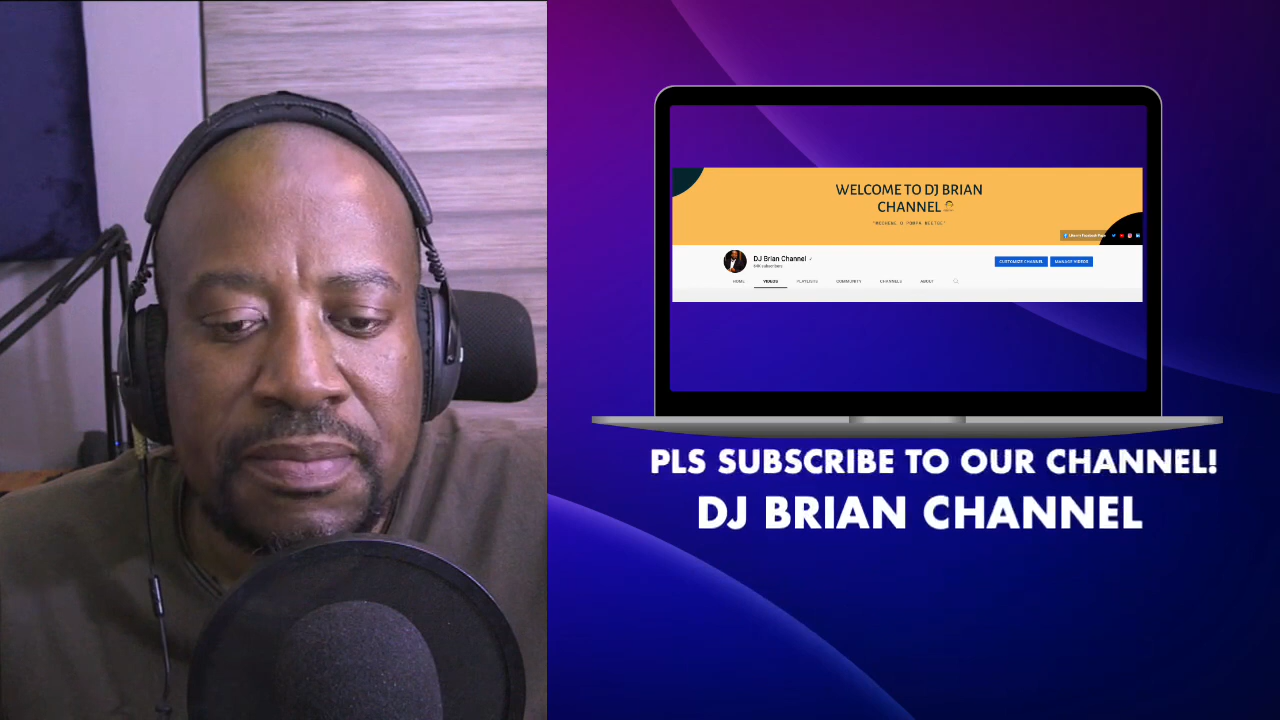 WELCOME TO DJ BRIAN
CHANNEL
DJ Brian Channel
subscribers
CUSTOMIZE CHANNEL
MANAGE VIDEOS
HOME
VIDEOS
PLAYLISTS
COMMUNITY
CHANNELS
ABOUT
PLS SUBSCRIBE TO OUR CHANNEL!
DJ BRIAN CHANNEL